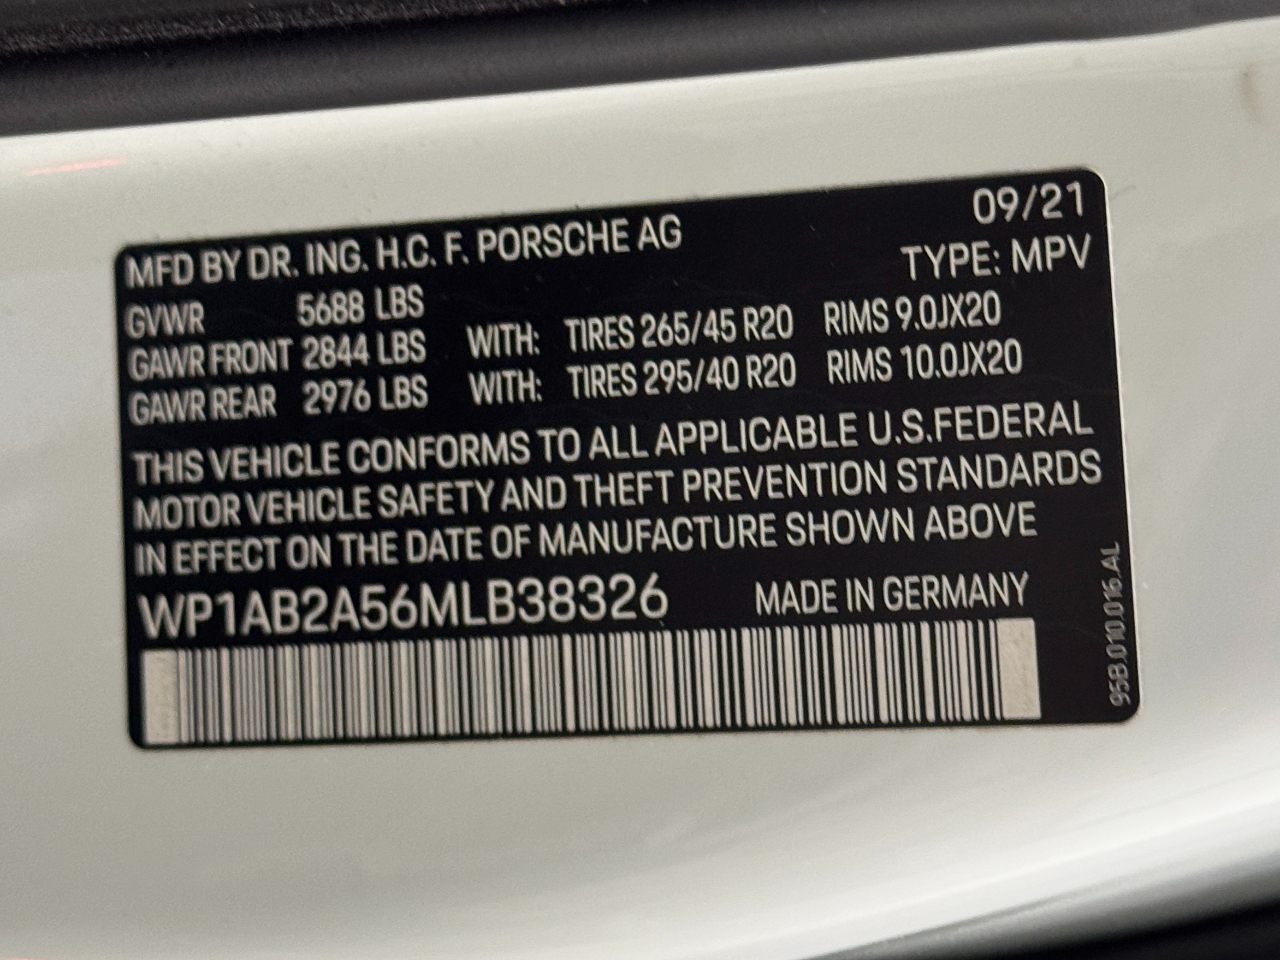 09/21
MFD BY DR. ING. H.C. F. PORSCHE AG
TYPE: MPV
GVWR 5688 LBS
GAWR FRONT 2844 LBS WITH: TIRES 265/45 R20 RIMS 9.0JX20
GAWR REAR 2976 LBS WITH: TIRES 295/40 R20 RIMS 10.0JX20
THIS VEHICLE CONFORMS TO ALL APPLICABLE U.S.FEDERAL
MOTOR VEHICLE SAFETY AND THEFT PREVENTION STANDARDS
IN EFFECT ON THE DATE OF MANUFACTURE SHOWN ABOVE
WP1AB2A56MLB38326 MADE IN GERMANY
95B.010.016.AL